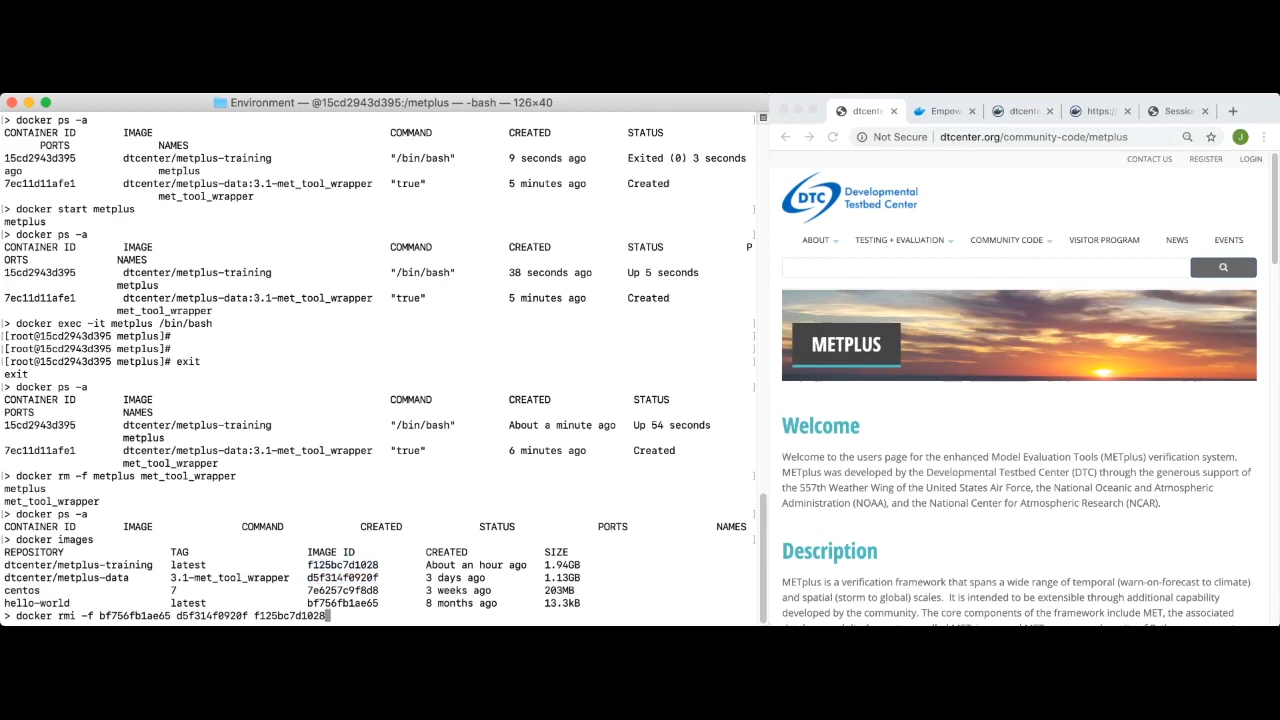 Environment — @15cd2943d395:/metplus — -bash — 126×40
> docker ps -a
CONTAINER ID IMAGE COMMAND CREATED STATUS
PORTS NAMES
15cd2943d395 dtcenter/metplus-training "/bin/bash" 9 seconds ago Exited (0) 3 seconds
ago metplus
7ec11d11afe1 dtcenter/metplus-data:3.1-met_tool_wrapper "true" 5 minutes ago Created
met_tool_wrapper
> docker start metplus
metplus
> docker ps -a
CONTAINER ID IMAGE COMMAND CREATED STATUS P
ORTS NAMES
15cd2943d395 dtcenter/metplus-training "/bin/bash" 38 seconds ago Up 5 seconds
metplus
7ec11d11afe1 dtcenter/metplus-data:3.1-met_tool_wrapper "true" 5 minutes ago Created
met_tool_wrapper
> docker exec -it metplus /bin/bash
[root@15cd2943d395 metplus]#
[root@15cd2943d395 metplus]#
[root@15cd2943d395 metplus]# exit
exit
> docker ps -a
CONTAINER ID IMAGE COMMAND CREATED STATUS
PORTS NAMES
15cd2943d395 dtcenter/metplus-training "/bin/bash" About a minute ago Up 54 seconds
metplus
7ec11d11afe1 dtcenter/metplus-data:3.1-met_tool_wrapper "true" 6 minutes ago Created
met_tool_wrapper
> docker rm -f metplus met_tool_wrapper
metplus
met_tool_wrapper
> docker ps -a
CONTAINER ID IMAGE COMMAND CREATED STATUS PORTS NAMES
> docker images
REPOSITORY TAG IMAGE ID CREATED SIZE
dtcenter/metplus-training latest f125bc7d1028 About an hour ago 1.94GB
dtcenter/metplus-data 3.1-met_tool_wrapper d5f314f0920f 3 days ago 1.13GB
centos 7 7e6257c9f8d8 3 weeks ago 203MB
hello-world latest bf756fb1ae65 8 months ago 13.3kB
> docker rmi -f bf756fb1ae65 d5f314f0920f f125bc7d1028
dtcente Empow dtcente https:/ Sessio
Not Secure dtcenter.org/community-code/metplus J
CONTACT US REGISTER LOGIN
DTC Developmental
Testbed Center
ABOUT TESTING + EVALUATION COMMUNITY CODE VISITOR PROGRAM NEWS EVENTS
METPLUS
Welcome
Welcome to the users page for the enhanced Model Evaluation Tools (METplus) verification system.
METplus was developed by the Developmental Testbed Center (DTC) through the generous support of
the 557th Weather Wing of the United States Air Force, the National Oceanic and Atmospheric
Administration (NOAA), and the National Center for Atmospheric Research (NCAR).
Description
METplus is a verification framework that spans a wide range of temporal (warn-on-forecast to climate)
and spatial (storm to global) scales. It is intended to be extensible through additional capability
developed by the community. The core components of the framework include MET, the associated